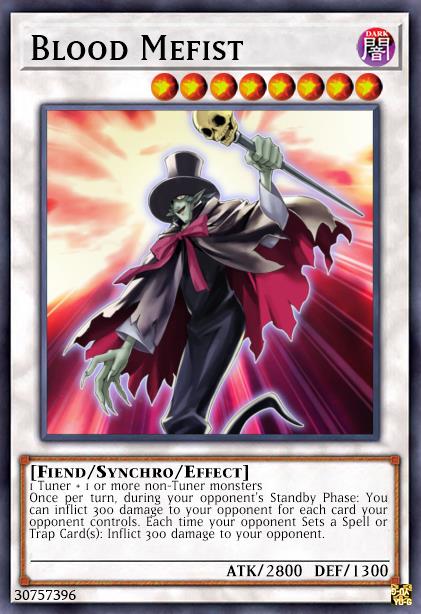 Blood Mefist
DARK
闇
[Fiend/Synchro/Effect]
1 Tuner + 1 or more non-Tuner monsters
Once per turn, during your opponent's Standby Phase: You
can inflict 300 damage to your opponent for each card your
opponent controls. Each time your opponent Sets a Spell or
Trap Card(s): Inflict 300 damage to your opponent.
ATK/2800 DEF/1300
30757396